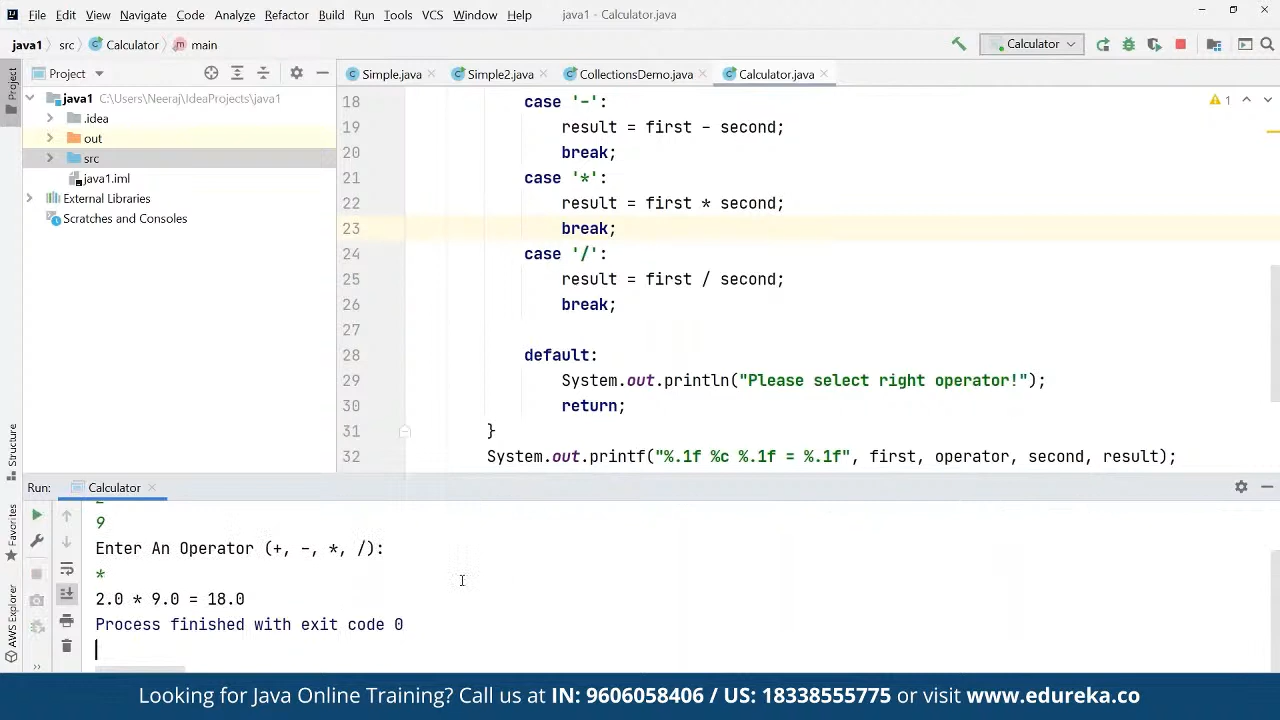 File Edit View Navigate Code Analyze Refactor Build Run Tools VCS Window Help java1 - Calculator.java
java1 src Calculator main Calculator
Project
Project
java1 C:\Users\Neeraj\IdeaProjects\java1
.idea
out
src
java1.iml
External Libraries
Scratches and Consoles
Simple.java Simple2.java CollectionsDemo.java Calculator.java
1
18 case '-':
19 result = first - second;
20 break;
21 case '*':
22 result = first * second;
23 break;
24 case '/':
25 result = first / second;
26 break;
27
28 default:
29 System.out.println("Please select right operator!");
30 return;
31 }
32 System.out.printf("%.1f %c %.1f = %.1f", first, operator, second, result);
Structure
Favorites
AWS Explorer
Run: Calculator
9
Enter An Operator (+, -, *, /):
*
2.0 * 9.0 = 18.0
Process finished with exit code 0
Looking for Java Online Training? Call us at IN: 9606058406 / US: 18338555775 or visit www.edureka.co